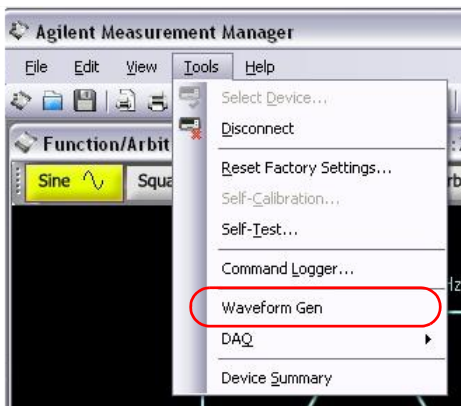 Agilent Measurement Manager
File Edit View Tools Help
Select Device...
Disconnect
Function/Arbit
Sine Squa
Reset Factory Settings...
Self-Calibration...
Self-Test...
Command Logger...
Hz
Waveform Gen
DAQ
Device Summary